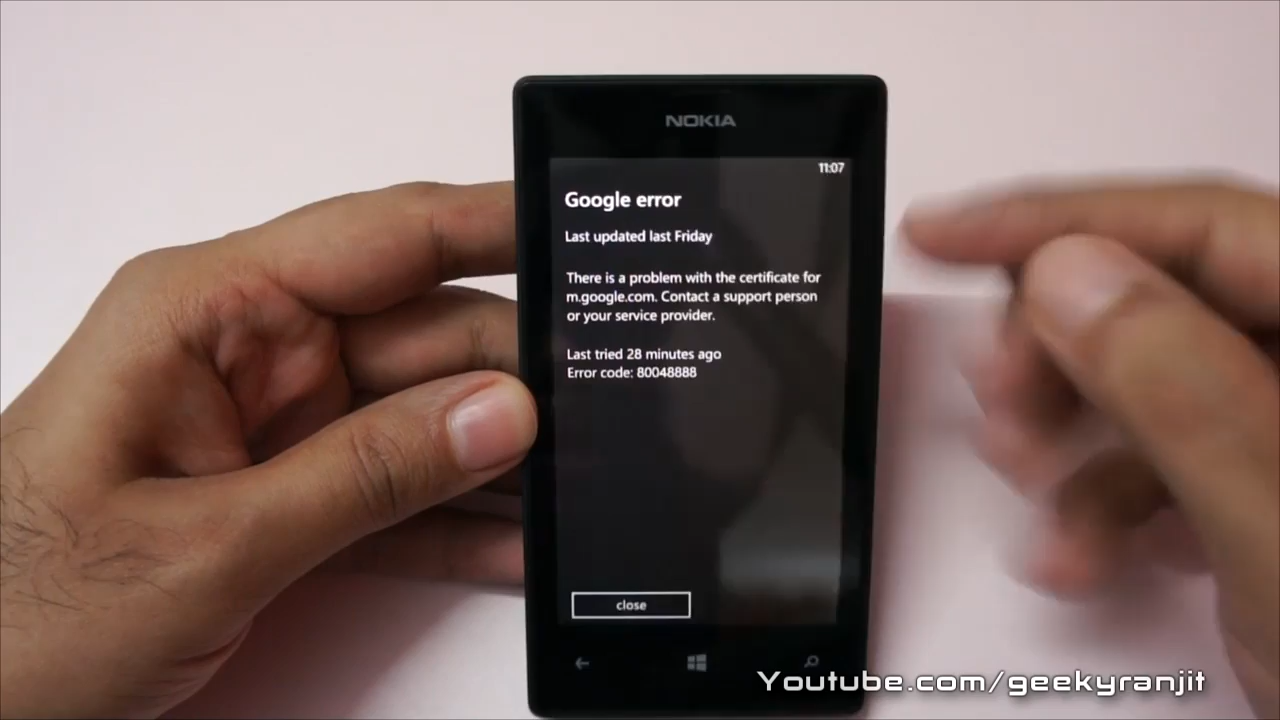 NOKIA
11:07
Google error
Last updated last Friday
There is a problem with the certificate for
m.google.com. Contact a support person
or your service provider.
Last tried 28 minutes ago
Error code: 80048888
close
Youtube.com/geekyranjit